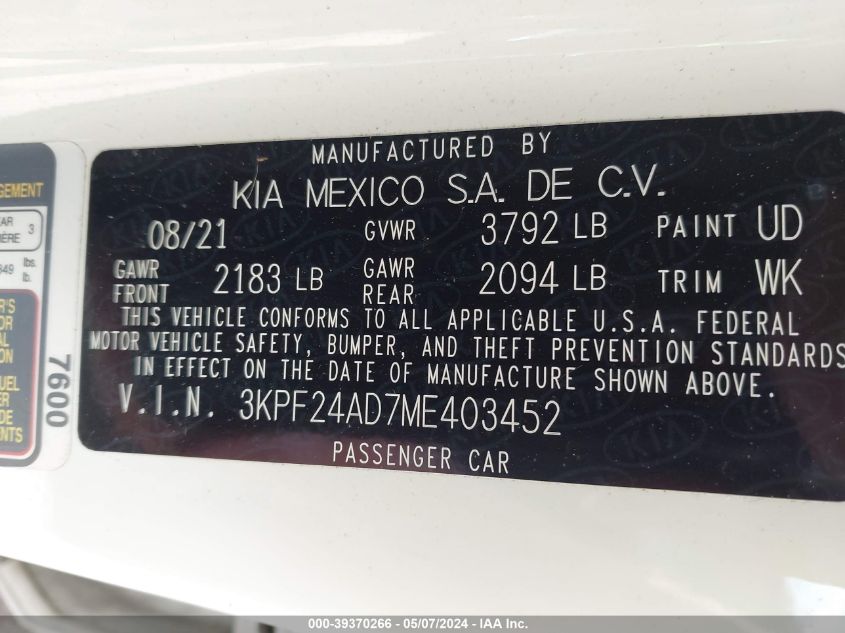 MANUFACTURED BY
KIA MEXICO S.A. DE C.V.
08/21 GVWR 3792 LB PAINT UD
GAWR FRONT 2183 LB GAWR REAR 2094 LB TRIM WK
THIS VEHICLE CONFORMS TO ALL APPLICABLE U.S.A. FEDERAL
MOTOR VEHICLE SAFETY, BUMPER, AND THEFT PREVENTION STANDARDS
IN EFFECT ON THE DATE OF MANUFACTURE SHOWN ABOVE.
V.I.N. 3KPF24AD7ME403452
PASSENGER CAR
3
lbs.
lb.
7600
000-39370266 - 05/07/2024 - IAA Inc.